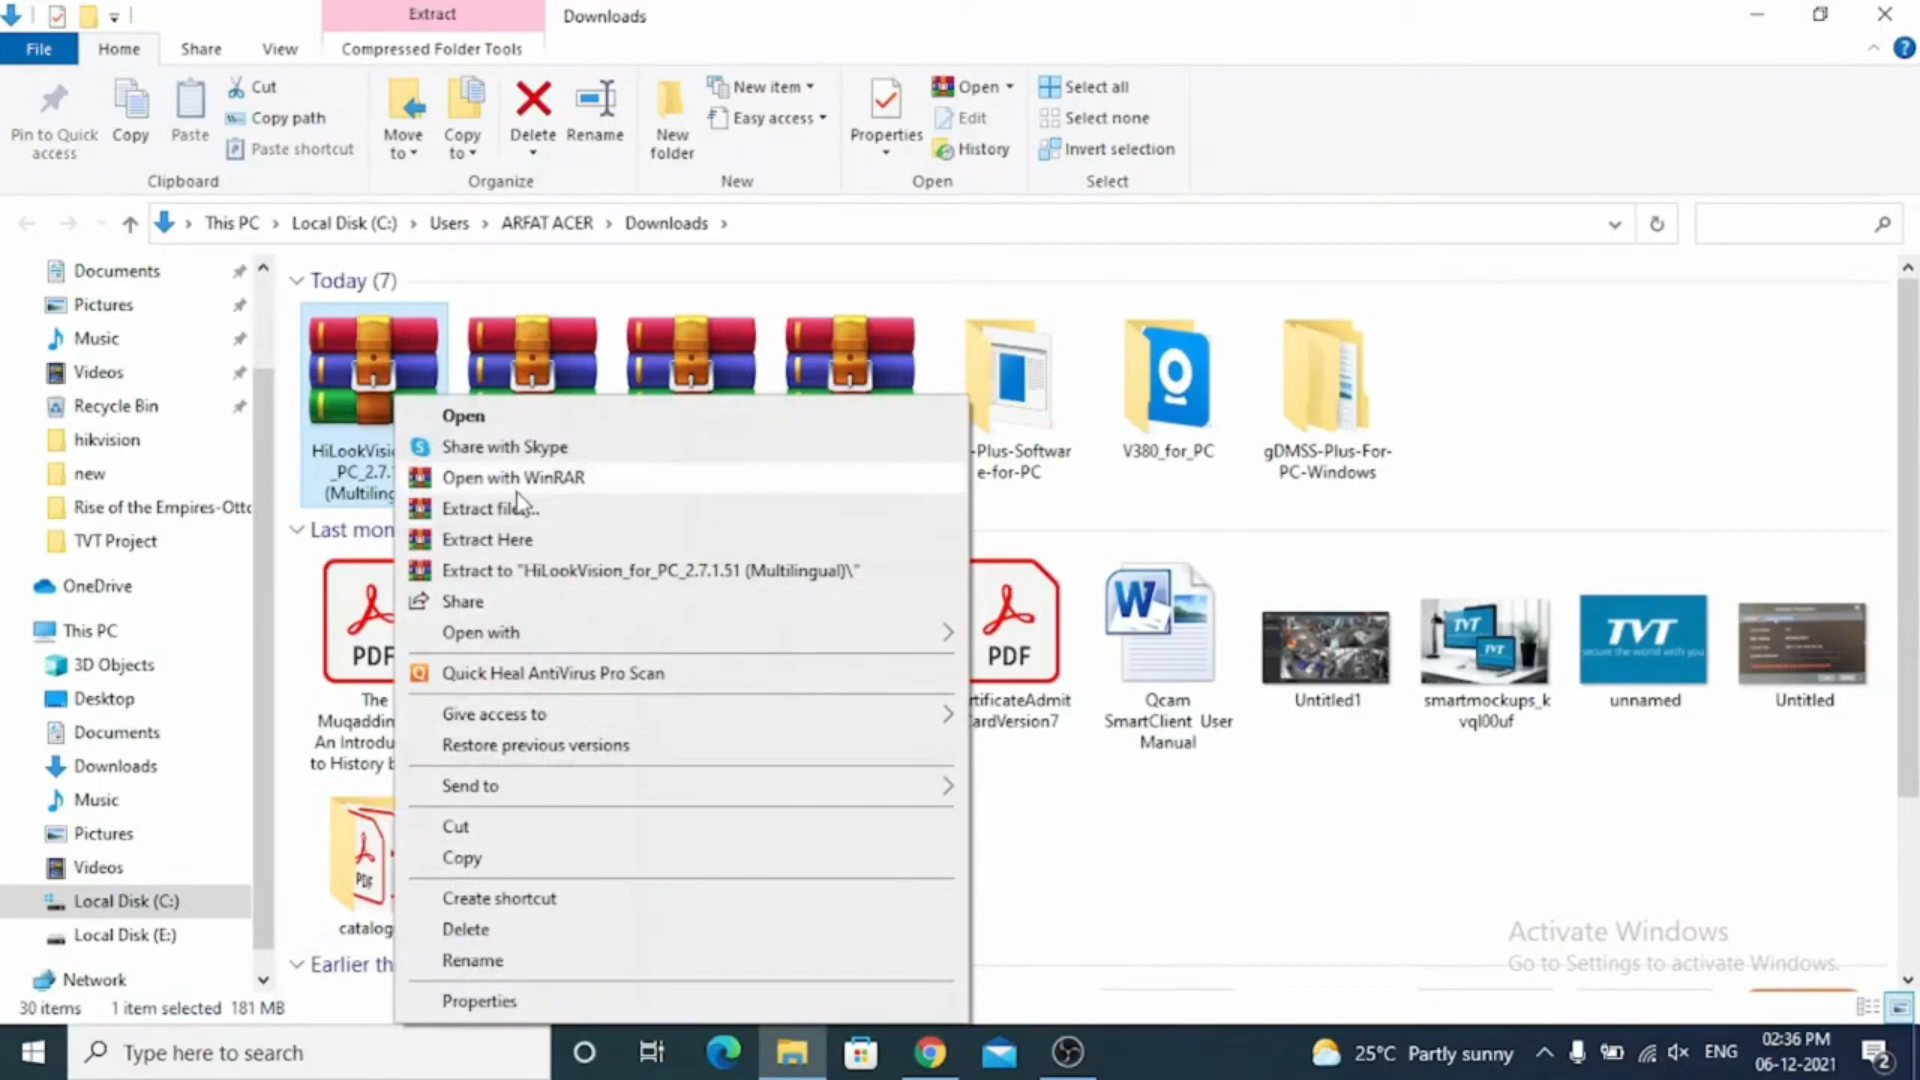 Extract
Downloads
File
Home
Share
View
Compressed Folder Tools
Pin to Quick
access
Copy
Paste
Cut
Copy path
Paste shortcut
Clipboard
Move
to
Copy
to
Delete
Rename
Organize
New
folder
New item
Easy access
New
Properties
Open
Edit
History
Open
Select all
Select none
Invert selection
Select
This PC
Local Disk (C:)
Users
ARFAT ACER
Downloads
Documents
Pictures
Music
Videos
Recycle Bin
hikvision
new
Rise of the Empires-Otto
TVT Project
OneDrive
This PC
3D Objects
Desktop
Documents
Downloads
Music
Pictures
Videos
Local Disk (C:)
Local Disk (E:)
Network
Today (7)
HiLookVisi
_PC_2.7.
(Multiling
-Plus-Softwar
e-for-PC
V380_for_PC
gDMSS-Plus-For-
PC-Windows
Last mon
PDF
The
Muqaddin
An Introdu
to History b
PDF
rtificateAdmit
ardVersion7
Qcam
SmartClient User
Manual
Untitled1
TVT
TVT
smartmockups_k
vql00uf
TVT
secure the world with you
unnamed
Untitled
PDF
catalog
Earlier th
Open
Share with Skype
Open with WinRAR
Extract files...
Extract Here
Extract to "HiLookVision_for_PC_2.7.1.51 (Multilingual)\"
Share
Open with
Quick Heal AntiVirus Pro Scan
Give access to
Restore previous versions
Send to
Cut
Copy
Create shortcut
Delete
Rename
Properties
Activate Windows
Go to Settings to activate Windows.
30 items
1 item selected 181 MB
Type here to search
25°C Partly sunny
ENG
02:36 PM
06-12-2021
2